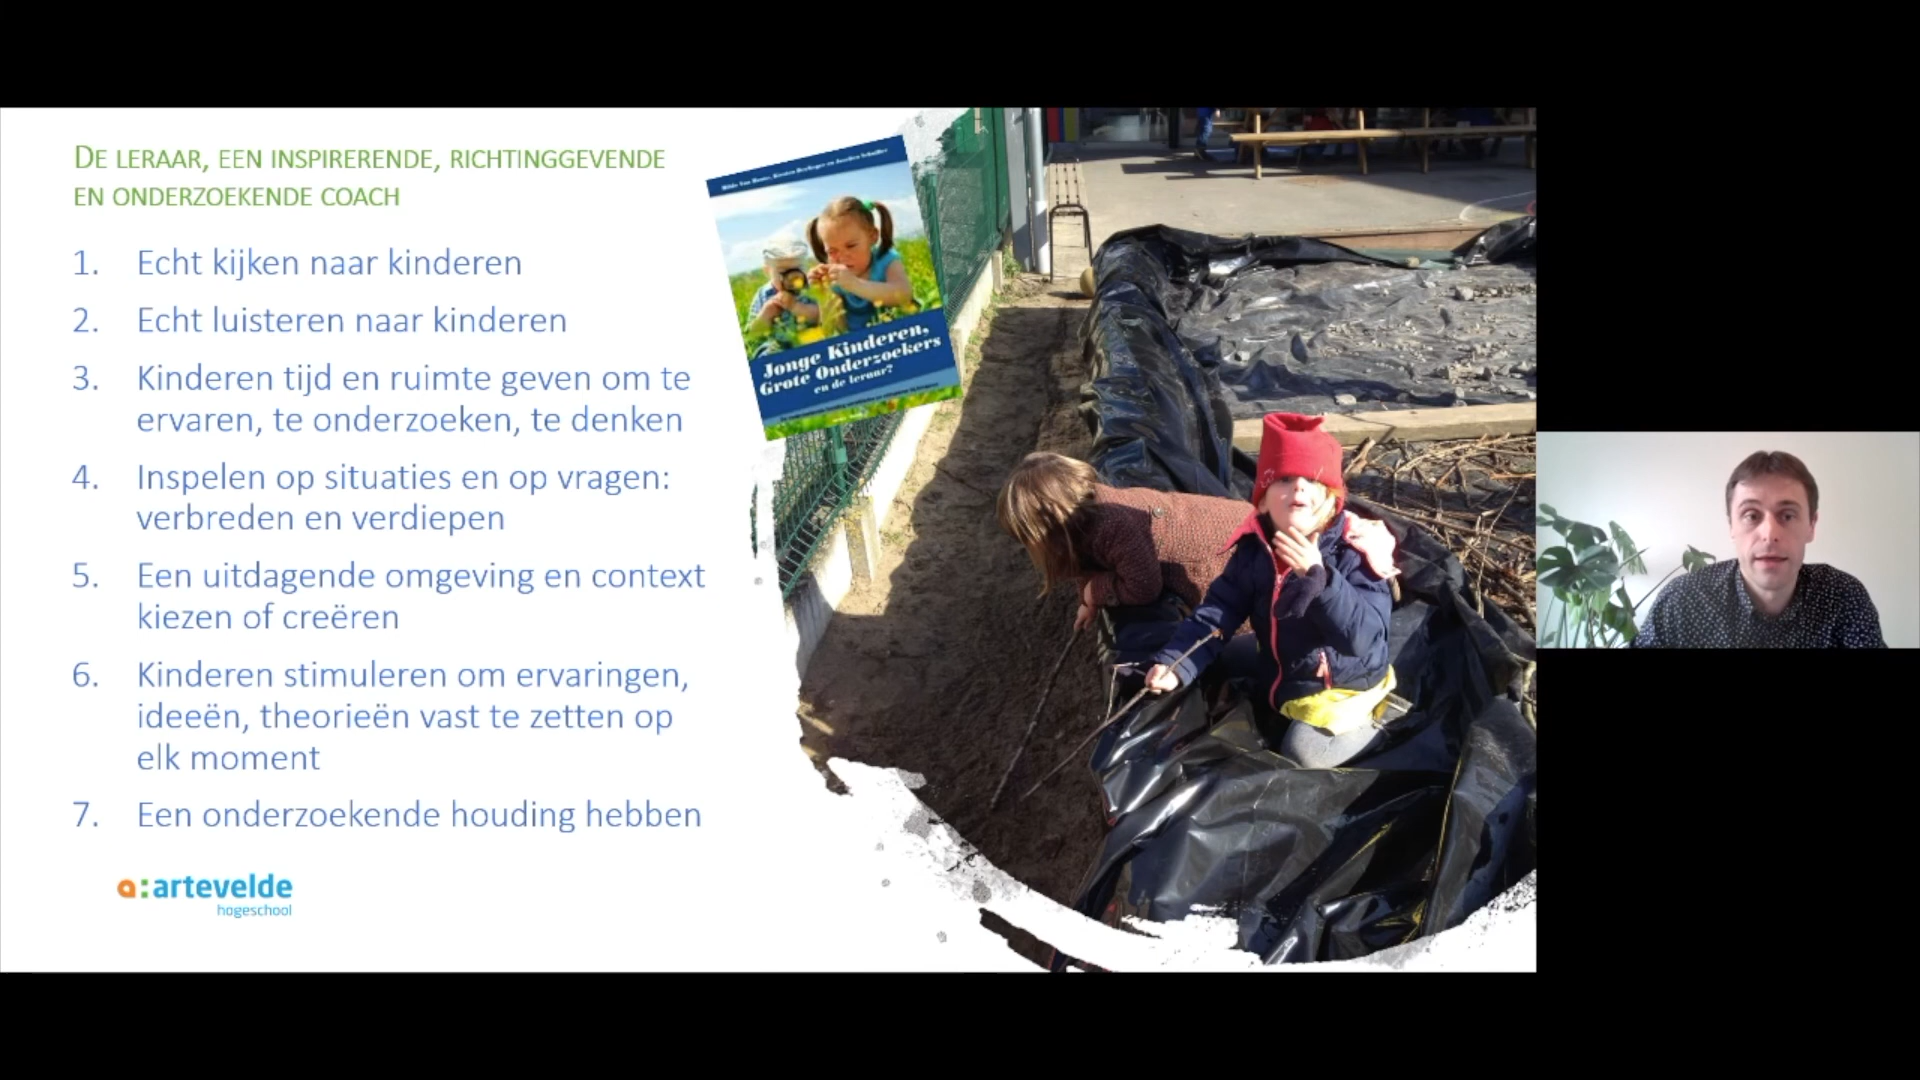 De leraar, een inspirerende, richtinggevende
en onderzoekende coach
1. Echt kijken naar kinderen
2. Echt luisteren naar kinderen
3. Kinderen tijd en ruimte geven om te
ervaren, te onderzoeken, te denken
4. Inspelen op situaties en op vragen:
verbreden en verdiepen
5. Een uitdagende omgeving en context
kiezen of creëren
6. Kinderen stimuleren om ervaringen,
ideeën, theorieën vast te zetten op
elk moment
7. Een onderzoekende houding hebben
a:artevelde
hogeschool
Jonge Kinderen,
Grote Onderzoekers
en de leraar?